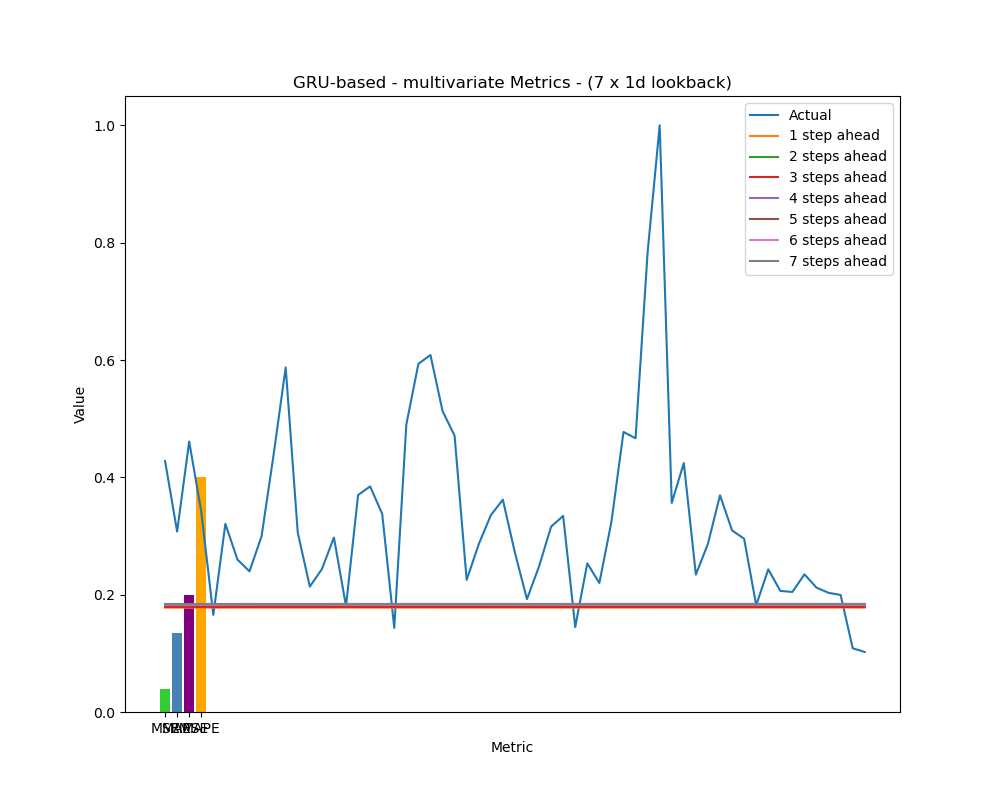 GRU-based - multivariate Metrics - (7 x 1d lookback)
1.0
0.8
0.6
0.4
0.2
0.0
Value
Metric
Actual
1 step ahead
2 steps ahead
3 steps ahead
4 steps ahead
5 steps ahead
6 steps ahead
7 steps ahead